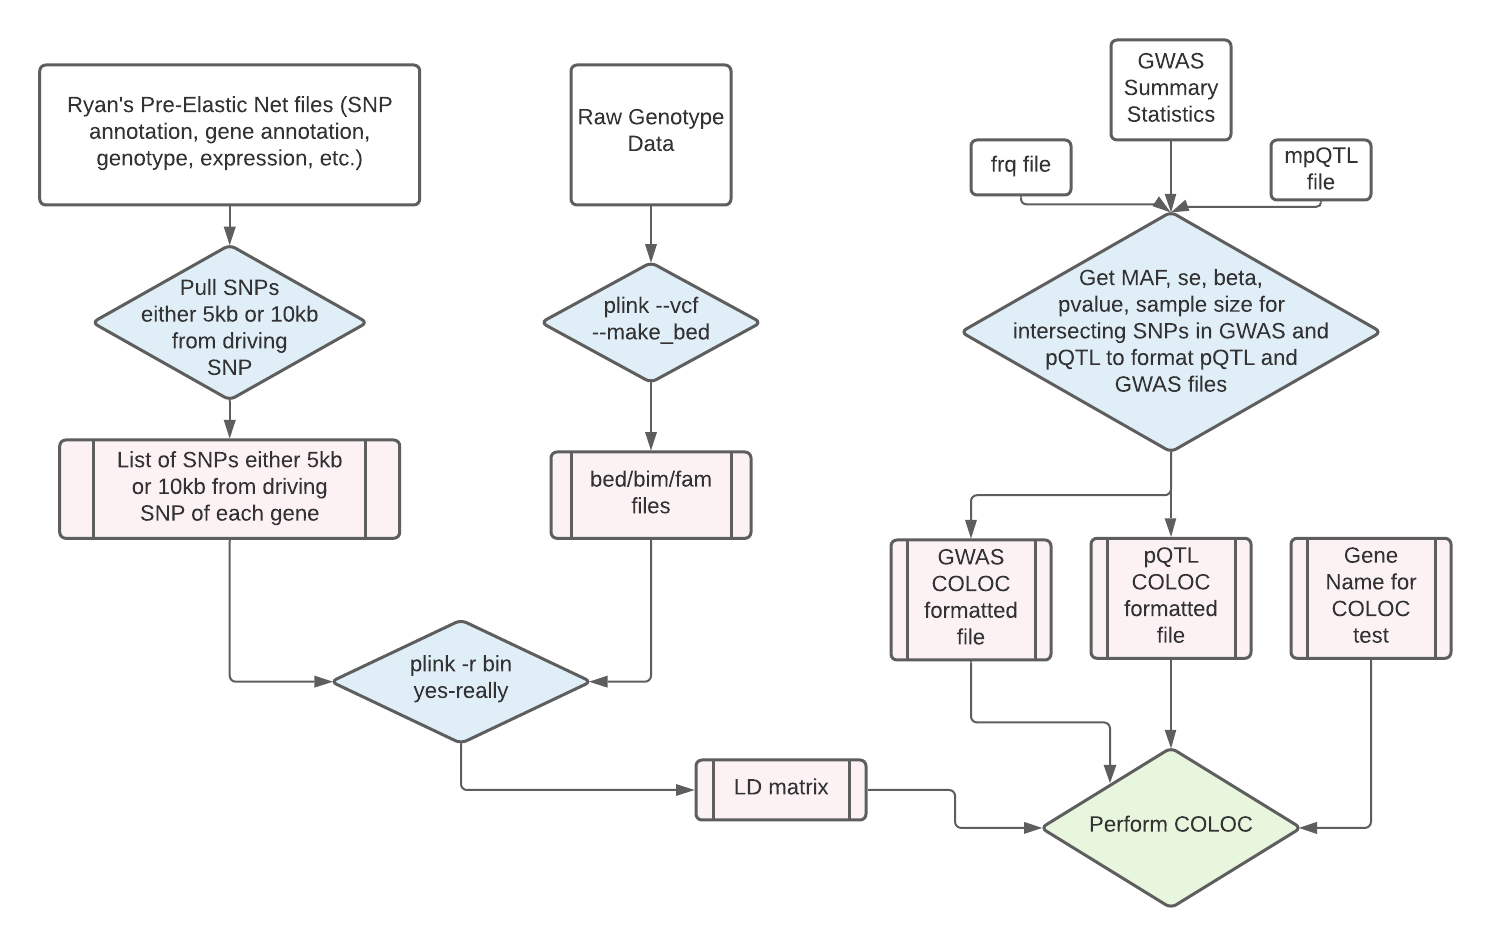 Ryan's Pre-Elastic Net files (SNP
annotation, gene annotation,
genotype, expression, etc.)
Raw Genotype
Data
GWAS
Summary
Statistics
frq file
mpQTL
file
Pull SNPs
either 5kb or 10kb
from driving
SNP
plink --vcf
--make_bed
Get MAF, se, beta,
pvalue, sample size for
intersecting SNPs in GWAS and
pQTL to format pQTL and
GWAS files
List of SNPs either 5kb
or 10kb from driving
SNP of each gene
bed/bim/fam
files
GWAS
COLOC
formatted
file
pQTL
COLOC
formatted
file
Gene
Name for
COLOC
test
plink -r bin
yes-really
LD matrix
Perform COLOC